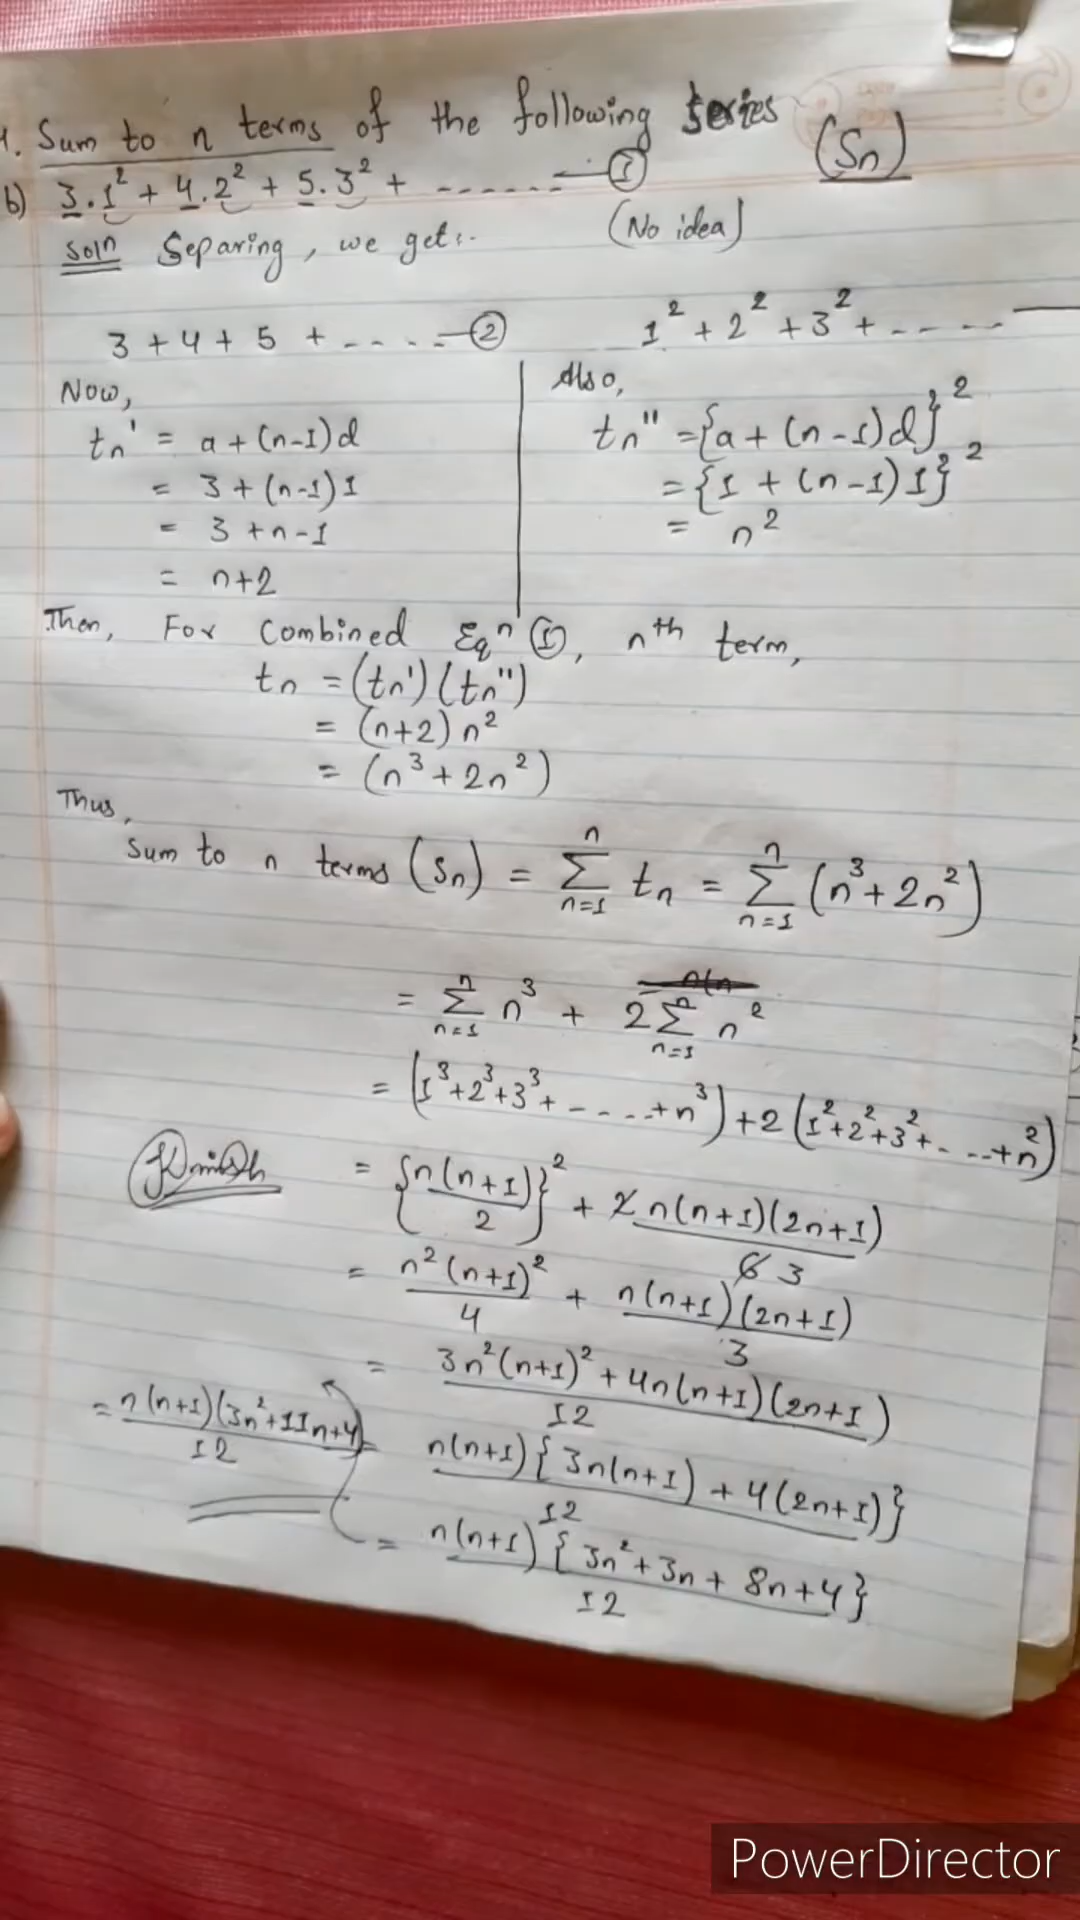 1. Sum to n terms of the following series (Sn)
b) 3.1² + 4.2² + 5.3² + ------- ①
(No idea)
Soln Separing, we get:-
3 + 4 + 5 + ---- ②
1² + 2² + 3² + -----
Now,
tn' = a + (n-1)d
= 3 + (n-1)1
= 3 + n-1
= n+2
Also,
tn" = {a + (n-1)d}²
= {1 + (n-1)1}²
= n²
Then, For Combined Eqⁿ ①, nᵗʰ term,
tn = (tn')(tn")
= (n+2) n²
= (n³ + 2n²)
Thus,
Sum to n terms (Sn) = n∑n=1 tn = n∑n=1 (n³ + 2n²)
= n∑n=1 n³ + 2 n∑n=1 n²
= (1³+2³+3³+ -----+n³) + 2(1²+2²+3²+-----+n²)
= {n(n+1)/2}² + 2 n(n+1)(2n+1)/6 3
= n²(n+1)²/4 + n(n+1)(2n+1)/3
= 3n²(n+1)² + 4n(n+1)(2n+1)/12
= n(n+1){3n(n+1) + 4(2n+1)}/12
= n(n+1){3n² + 3n + 8n+4}/12
= n(n+1)(3n²+11n+4)/12
PowerDirector